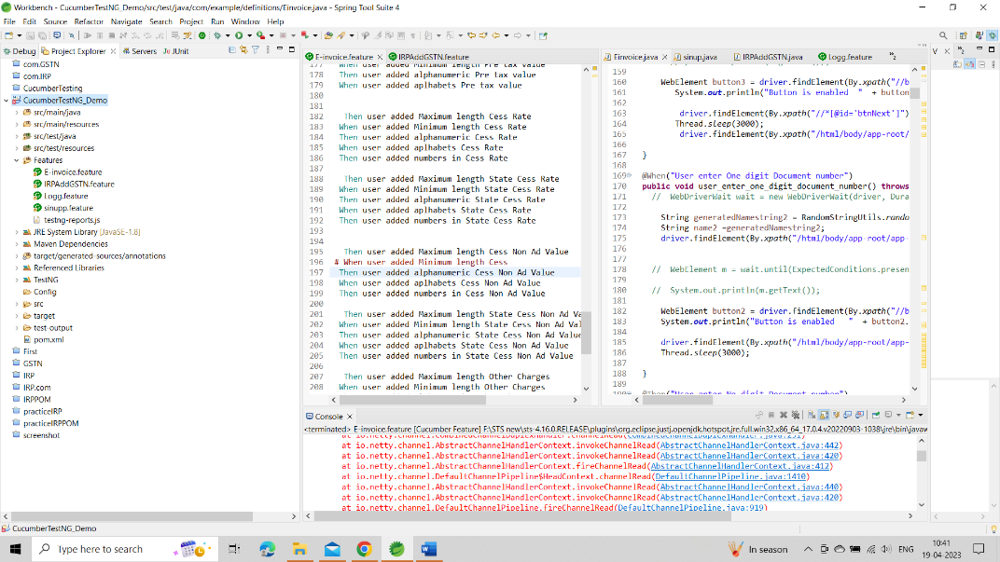 Workbench - CucumberTestNG_Demo/src/test/java/com/example/definitions/Einvoice.java - Spring Tool Suite 4
File Edit Source Refactor Navigate Search Project Run Window Help
Debug Project Explorer Servers JUnit
com.GSTN
com.IRP
CucumberTesting
CucumberTestNG_Demo
src/main/java
src/main/resources
src/test/java
src/test/resources
Features
E-invoice.feature
IRPAddGSTN.feature
Logg.feature
sinupp.feature
testng-reports.js
JRE System Library [JavaSE-1.8]
Maven Dependencies
target/generated-sources/annotations
Referenced Libraries
TestNG
Config
src
target
test-output
pom.xml
First
GSTN
IRP
IRP.com
IRPPOM
practiceIRP
practiceIRPPOM
screenshot
E-invoice.feature IRPAddGSTN.feature
177 When user added Minimum length Pre tax value
178 Then user added alphanumeric Pre tax value
179 When user added aplhabets Pre tax value
180
181
182 Then user added Maximum length Cess Rate
183 When user added Minimum length Cess Rate
184 Then user added alphanumeric Cess Rate
185 When user added aplhabets Cess Rate
186 Then user added numbers in Cess Rate
187
188 Then user added Maximum length State Cess Rate
189 When user added Minimum length State Cess Rate
190 Then user added alphanumeric State Cess Rate
191 When user added aplhabets State Cess Rate
192 Then user added numbers in State Cess Rate
193
194
195 Then user added Maximum length Cess Non Ad Value
196 # When user added Minimum length Cess
197 Then user added alphanumeric Cess Non Ad Value
198 When user added aplhabets Cess Non Ad Value
199 Then user added numbers in Cess Non Ad Value
200
201 Then user added Maximum length State Cess Non Ad Va
202 When user added Minimum length State Cess Non Ad Val
203 Then user added alphanumeric State Cess Non Ad Value
204 When user added aplhabets State Cess Non Ad Value
205 Then user added numbers in State Cess Non Ad Value
206
207 Then user added Maximum length Other Charges
208 When user added Minimum length Other Charges
Einvoice.java sinup.java IRPAddGSTN.java Logg.feature »2
159
160 WebElement button3 = driver.findElement(By.xpath("//b
161 System.out.println("Button is enabled " + button
162
163 driver.findElement(By.xpath("//*[@id='btnNext']")
164 Thread.sleep(3000);
165 driver.findElement(By.xpath("/html/body/app-root/
166
167 }
168
169 @When("User enter One digit Document number")
170 public void user_enter_one_digit_document_number() throws
171 // WebDriverWait wait = new WebDriverWait(driver, Dura
172
173 String generatedNamestring2 = RandomStringUtils.rando
174 String name2 =generatedNamestring2;
175 driver.findElement(By.xpath("/html/body/app-root/app-
176
177
178 // WebElement m = wait.until(ExpectedConditions.presen
179
180 // System.out.println(m.getText());
181
182 WebElement button2 = driver.findElement(By.xpath("//b
183 System.out.println("Button is enabled " + button2.
184
185 driver.findElement(By.xpath("/html/body/app-root/app-
186 Thread.sleep(3000);
187
188 }
189
V »2
Console
<terminated> E-invoice.feature [Cucumber Feature] F:\STS new\sts-4.16.0.RELEASE\plugins\org.eclipse.justj.openjdk.hotspot.jre.full.win32.x86_64_17.0.4.v20220903-1038\jre\bin\javaw
at io.netty.channel.AbstractChannelHandlerContext.invokeChannelRead(AbstractChannelHandlerContext.java:442)
at io.netty.channel.AbstractChannelHandlerContext.invokeChannelRead(AbstractChannelHandlerContext.java:420)
at io.netty.channel.AbstractChannelHandlerContext.fireChannelRead(AbstractChannelHandlerContext.java:412)
at io.netty.channel.DefaultChannelPipeline$HeadContext.channelRead(DefaultChannelPipeline.java:1410)
at io.netty.channel.AbstractChannelHandlerContext.invokeChannelRead(AbstractChannelHandlerContext.java:440)
at io.netty.channel.AbstractChannelHandlerContext.invokeChannelRead(AbstractChannelHandlerContext.java:420)
at io.netty.channel.DefaultChannelPipeline.fireChannelRead(DefaultChannelPipeline.java:919)
CucumberTestNG_Demo
Type here to search
In season
ENG
10:41
19-04-2023